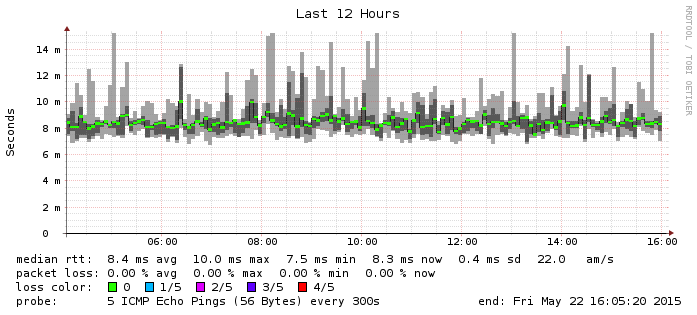 Last 12 Hours
RRDTOOL / TOBI OETIKER
Seconds
14 m
12 m
10 m
8 m
6 m
4 m
2 m
0
06:00 08:00 10:00 12:00 14:00 16:00
median rtt: 8.4 ms avg 10.0 ms max 7.5 ms min 8.3 ms now 0.4 ms sd 22.0 am/s
packet loss: 0.00 % avg 0.00 % max 0.00 % min 0.00 % now
loss color: 0 1/5 2/5 3/5 4/5
probe: 5 ICMP Echo Pings (56 Bytes) every 300s end: Fri May 22 16:05:20 2015